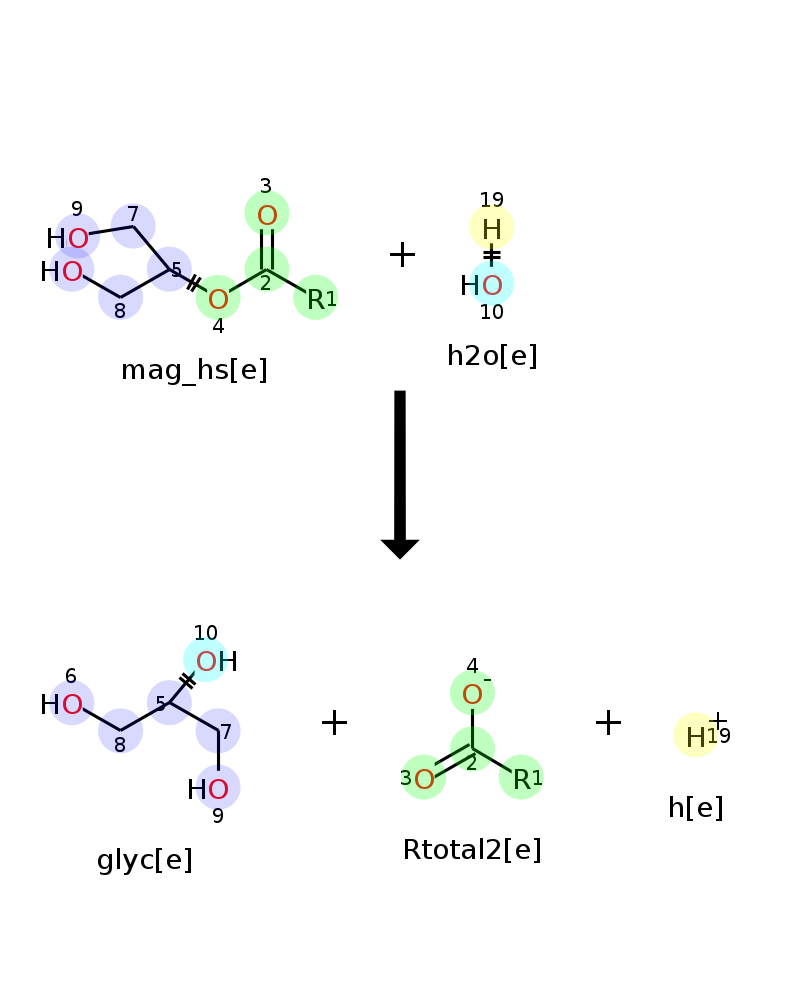 3
19
9
7
O
H
HO
+
HO
5
2
HO
8
O
R1
4
10
mag_hs[e]
h2o[e]
10
OH
6
4
O-
HO
5
7
+
+
H+19
8
2
3O
R1
HO
9
glyc[e]
Rtotal2[e]
h[e]